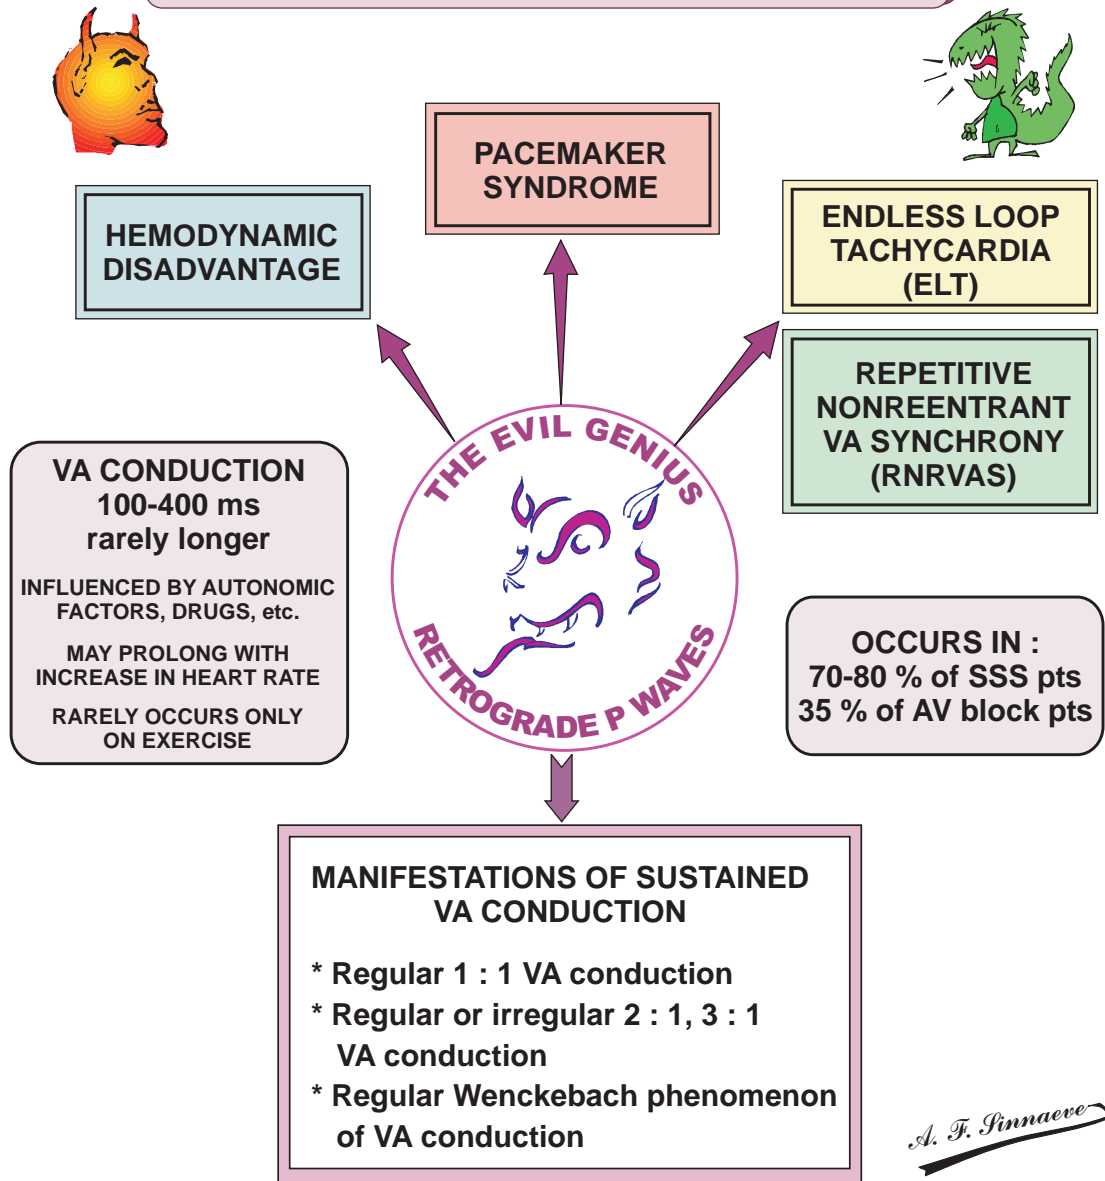 PACEMAKER
SYNDROME
HEMODYNAMIC
DISADVANTAGE
ENDLESS LOOP
TACHYCARDIA
(ELT)
REPETITIVE
NONREENTRANT
VA SYNCHRONY
(RNRVAS)
THE EVIL GENIUS
RETROGRADE P WAVES
VA CONDUCTION
100-400 ms
rarely longer
INFLUENCED BY AUTONOMIC
FACTORS, DRUGS, etc.
MAY PROLONG WITH
INCREASE IN HEART RATE
RARELY OCCURS ONLY
ON EXERCISE
OCCURS IN :
70-80 % of SSS pts
35 % of AV block pts
MANIFESTATIONS OF SUSTAINED
VA CONDUCTION
* Regular 1 : 1 VA conduction
* Regular or irregular 2 : 1, 3 : 1
VA conduction
* Regular Wenckebach phenomenon
of VA conduction
A. F. Sinnaeve